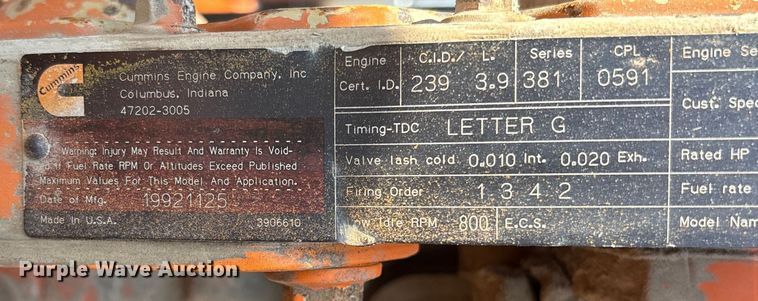 Cummins
Cummins Engine Company, Inc
Columbus, Indiana
47202-3005
Warning: Injury May Result And Warranty Is Void-
If Fuel Rate RPM Or Altitudes Exceed Published
Maximum Values For This Model And Application.
Date of Mfg. 19921125
Made In U.S.A. 3906610
Engine C.I.D./ L. Series CPL Engine Se
Cert. I.D. 239 3.9 381 0591
Cust. Spec
Timing-TDC LETTER G
Valve lash cold 0.010 Int. 0.020 Exh. Rated HP
Firing Order 1 3 4 2 Fuel rate
Low Idle RPM 800 E.C.S. Model Nam
Purple Wave Auction
PurpleWave.com